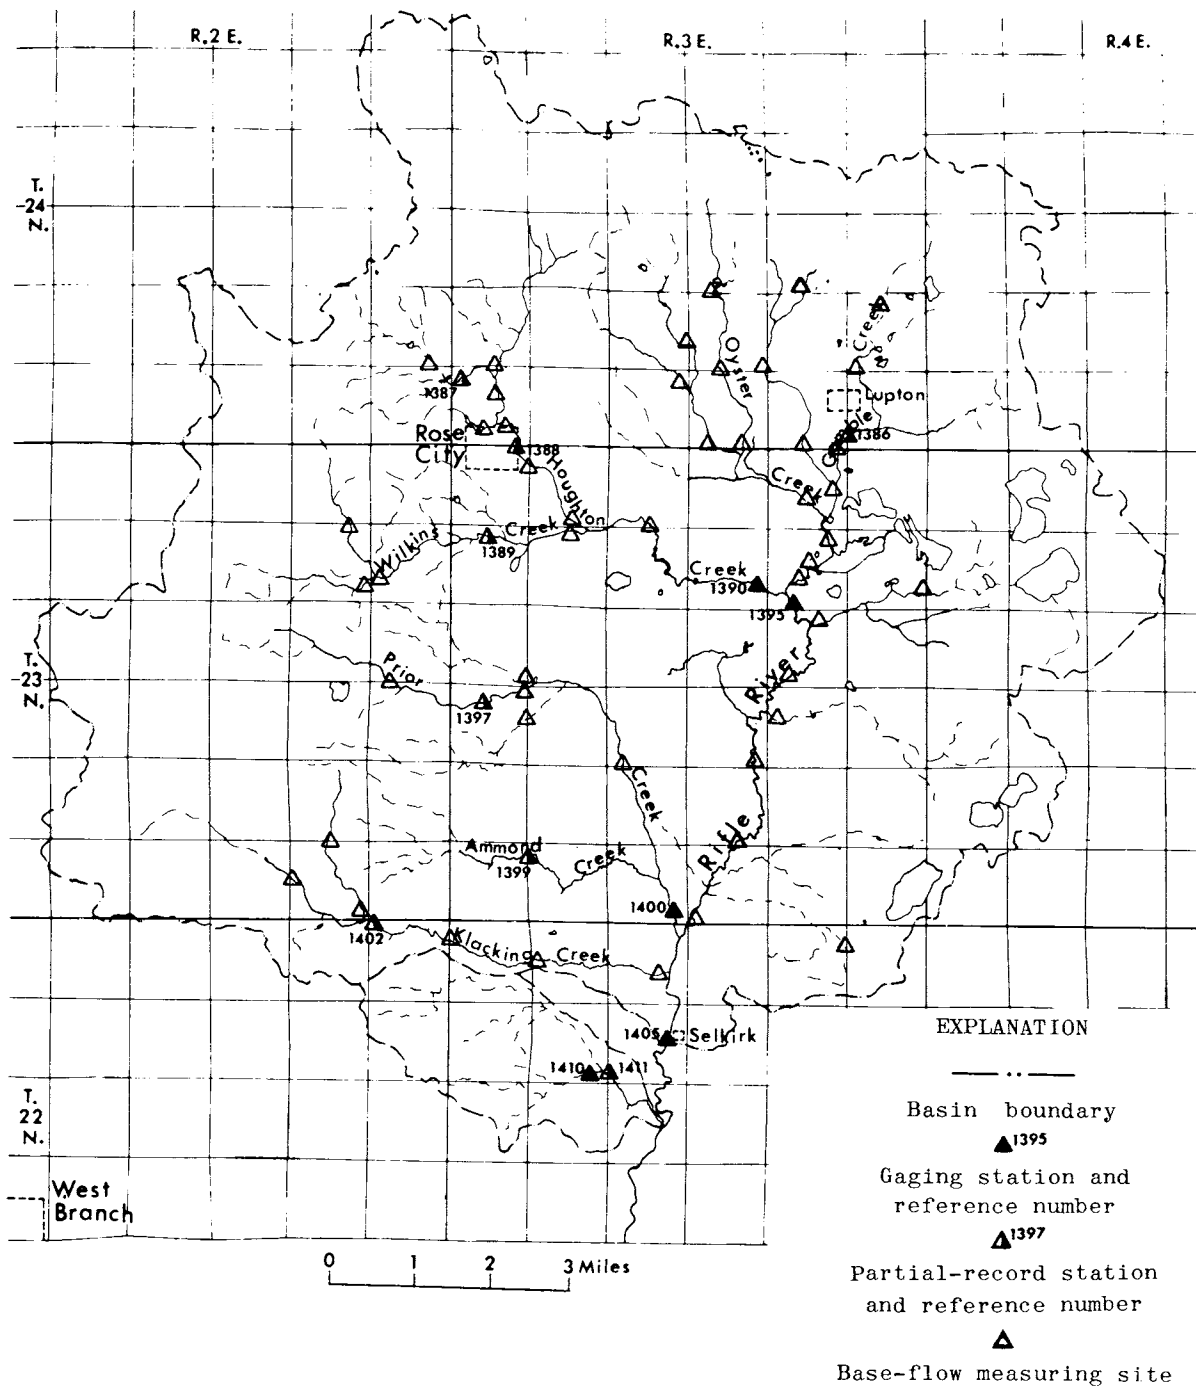 R.2 E.
R.3 E.
R.4 E.
T.
24
N.
Oyster
Creek
Lupton
1387
Rose
City
1388
Gamble
1386
Houghton
Creek
Wilkins
Creek
1389
Creek
1390
1395
T.
23
N.
Prior
River
1397
Creek
Rifle
Ammond
Creek
1399
1400
1402
Klacking
Creek
1405
Selkirk
1410
1411
T.
22
N.
West
Branch
0 1 2 3 Miles
EXPLANATION
Basin boundary
1395
Gaging station and
reference number
1397
Partial-record station
and reference number
Base-flow measuring site